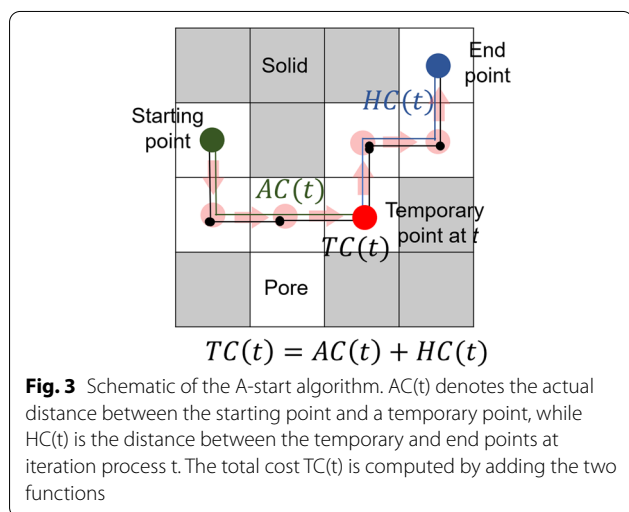 Solid
End
point
HC(t)
Starting
point
AC(t)
Temporary
point at t
TC(t)
Pore
TC(t) = AC(t) + HC(t)
Fig. 3 Schematic of the A-start algorithm. AC(t) denotes the actual
distance between the starting point and a temporary point, while
HC(t) is the distance between the temporary and end points at
iteration process t. The total cost TC(t) is computed by adding the two
functions